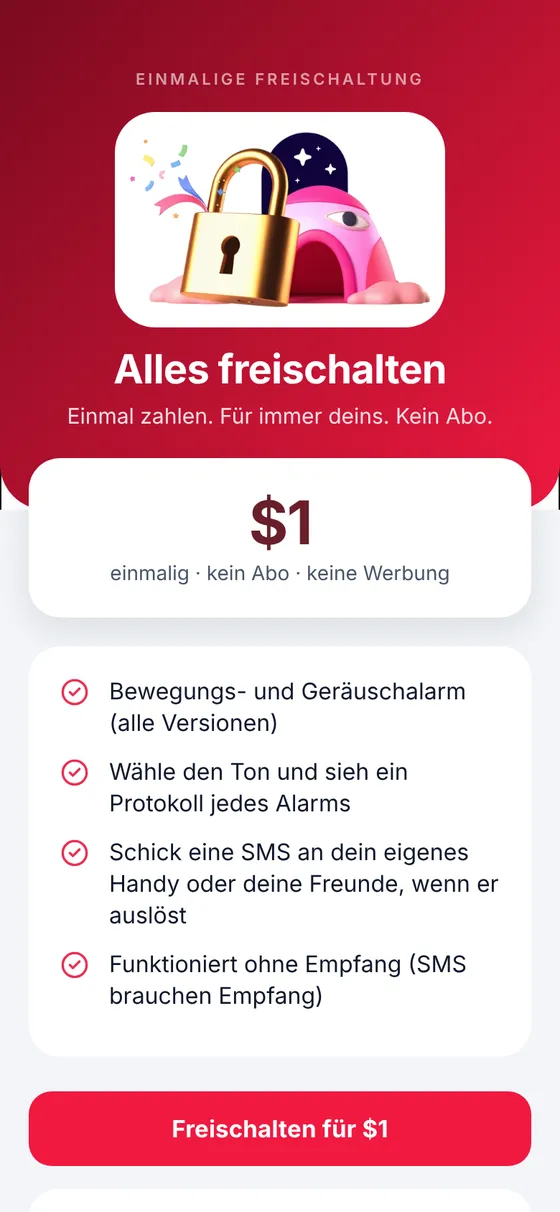 EINMALIGE FREISCHALTUNG
Alles freischalten
Einmal zahlen. Für immer deins. Kein Abo.
$1
einmalig · kein Abo · keine Werbung
Bewegungs- und Geräuschalarm
(alle Versionen)
Wähle den Ton und sieh ein
Protokoll jedes Alarms
Schick eine SMS an dein eigenes
Handy oder deine Freunde, wenn er
auslöst
Funktioniert ohne Empfang (SMS
brauchen Empfang)
Freischalten für $1